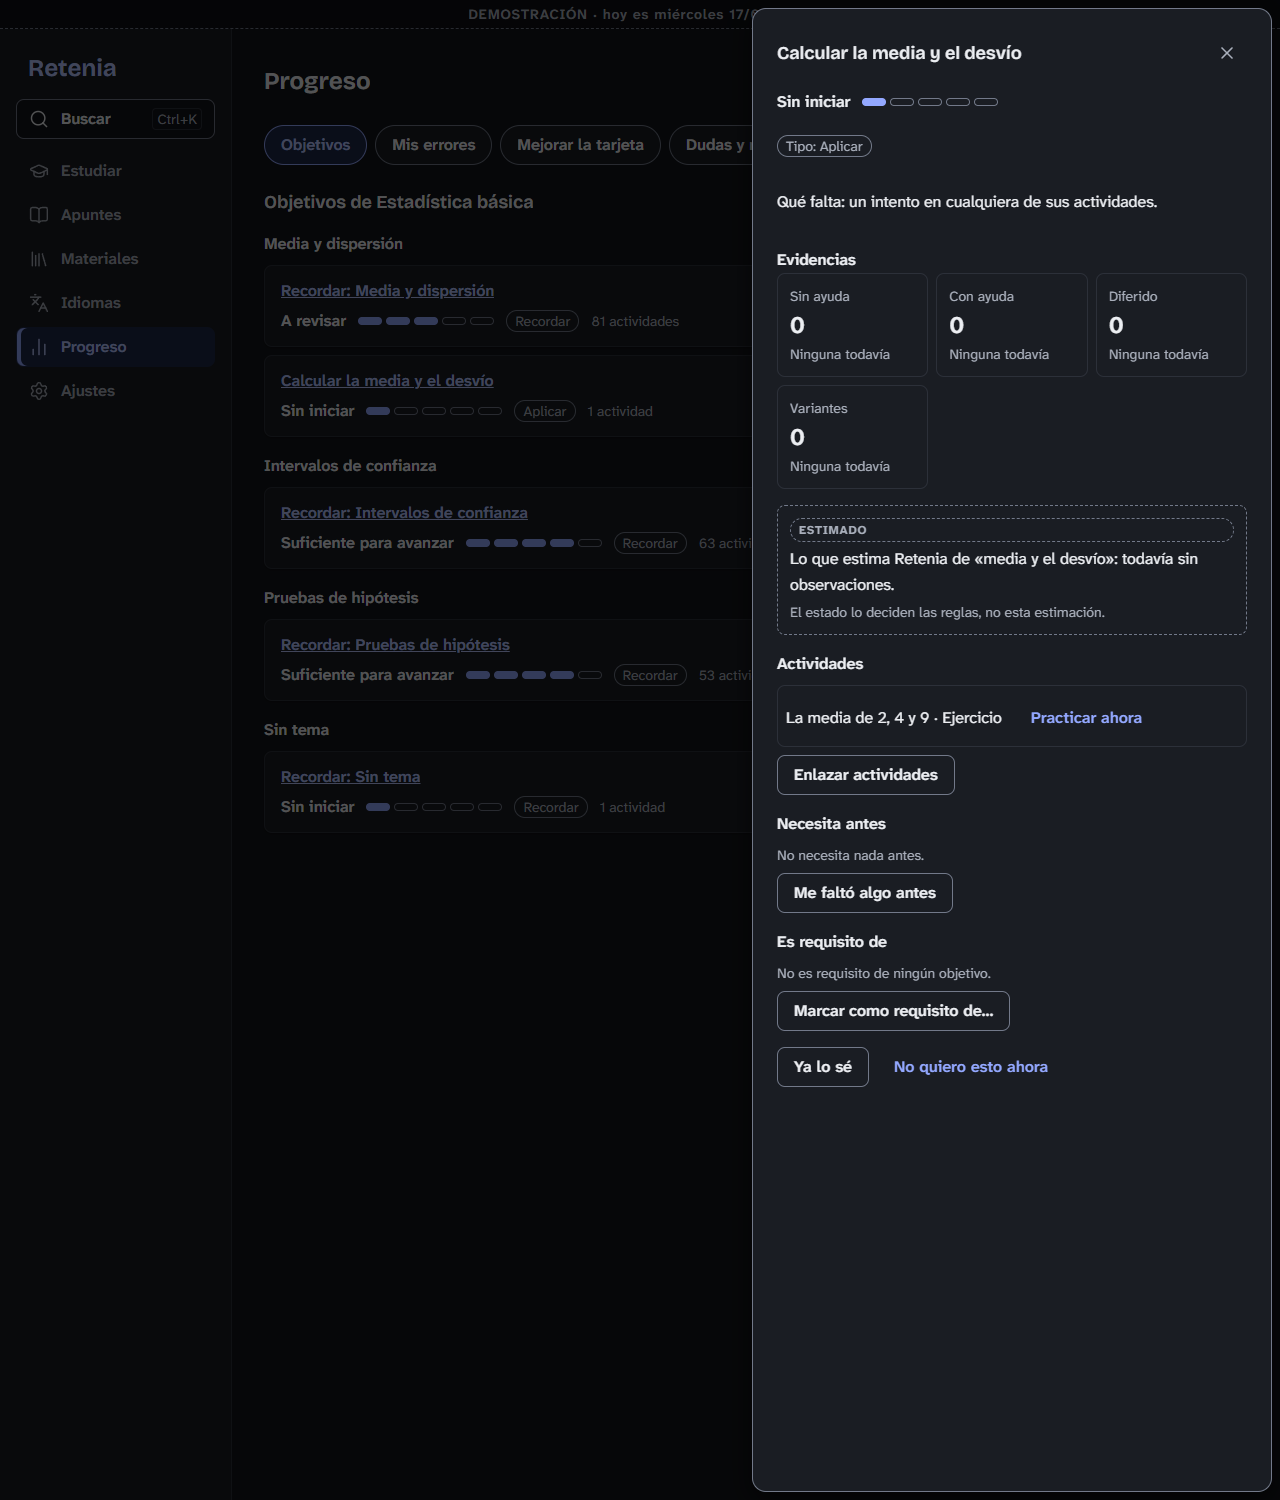 DEMOSTRACIÓN · hoy es miércoles 17/
Retenia
Buscar
Ctrl+K
Estudiar
Apuntes
Materiales
Idiomas
Progreso
Ajustes
Progreso
Objetivos
Mis errores
Mejorar la tarjeta
Dudas y
Objetivos de Estadística básica
Media y dispersión
Recordar: Media y dispersión
A revisar
Recordar
81 actividades
Calcular la media y el desvío
Sin iniciar
Aplicar
1 actividad
Intervalos de confianza
Recordar: Intervalos de confianza
Suficiente para avanzar
Recordar
63 activi
Pruebas de hipótesis
Recordar: Pruebas de hipótesis
Suficiente para avanzar
Recordar
53 activi
Sin tema
Recordar: Sin tema
Sin iniciar
Recordar
1 actividad
Calcular la media y el desvío
Sin iniciar
Tipo: Aplicar
Qué falta: un intento en cualquiera de sus actividades.
Evidencias
Sin ayuda
0
Ninguna todavía
Con ayuda
0
Ninguna todavía
Diferido
0
Ninguna todavía
Variantes
0
Ninguna todavía
ESTIMADO
Lo que estima Retenia de «media y el desvío»: todavía sin
observaciones.
El estado lo deciden las reglas, no esta estimación.
Actividades
La media de 2, 4 y 9 · Ejercicio
Practicar ahora
Enlazar actividades
Necesita antes
No necesita nada antes.
Me faltó algo antes
Es requisito de
No es requisito de ningún objetivo.
Marcar como requisito de...
Ya lo sé
No quiero esto ahora